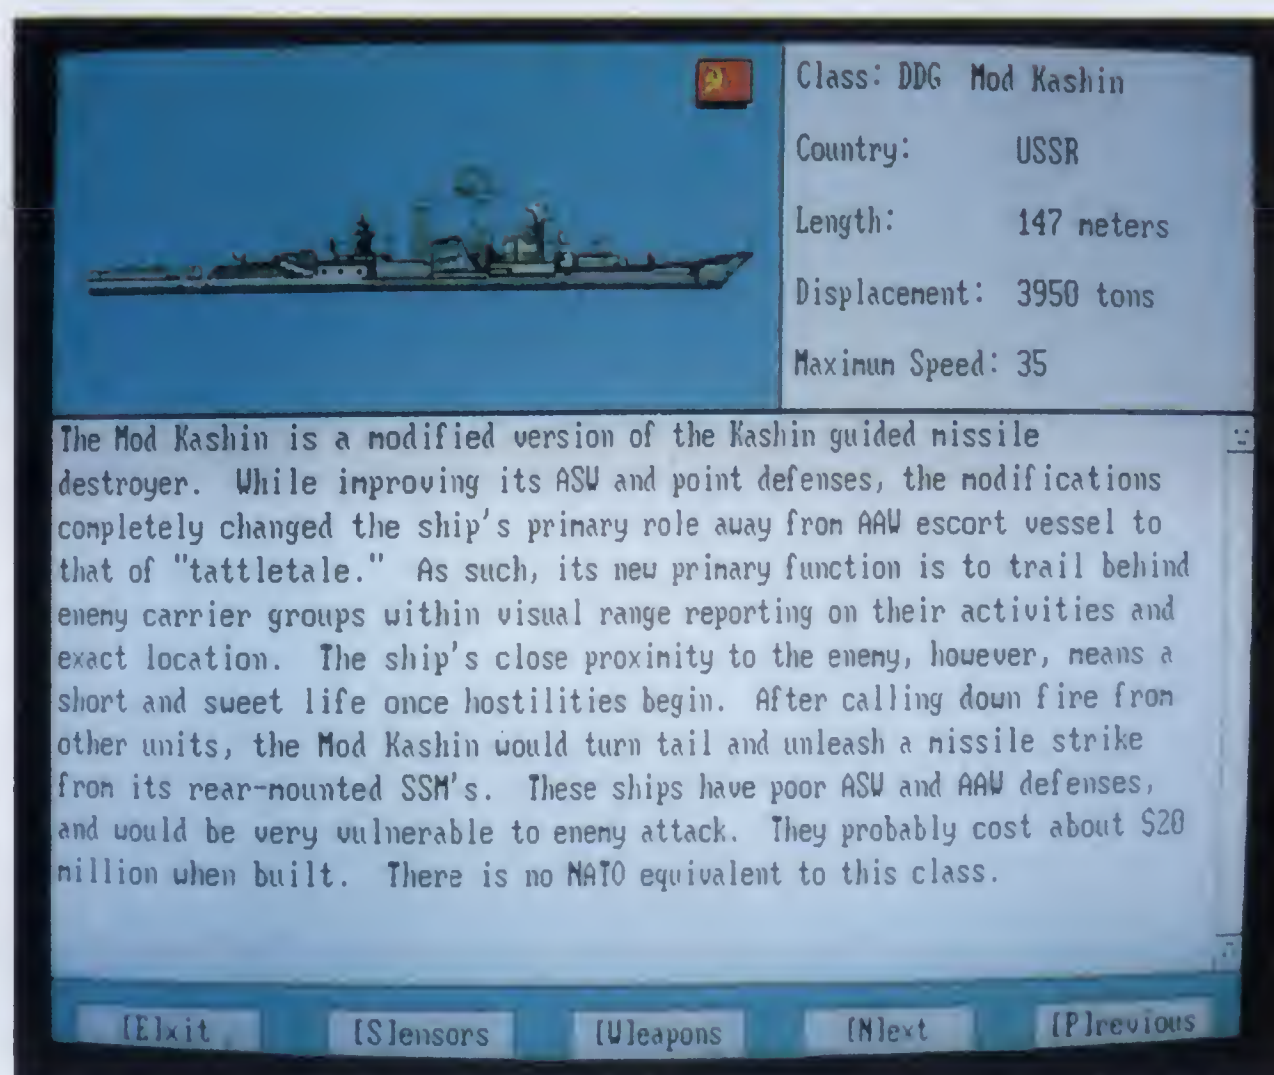 Class: DDG Mod Kashin
Country: USSR
Length: 147 meters
Displacement: 3950 tons
Maximum Speed: 35
The Mod Kashin is a modified version of the Kashin guided missile
destroyer. While improving its ASW and point defenses, the modifications
completely changed the ship's primary role away from AAW escort vessel to
that of "tattletale." As such, its new primary function is to trail behind
enemy carrier groups within visual range reporting on their activities and
exact location. The ship's close proximity to the enemy, however, means a
short and sweet life once hostilities begin. After calling down fire from
other units, the Mod Kashin would turn tail and unleash a missile strike
from its rear-mounted SSM's. These ships have poor ASW and AAW defenses,
and would be very vulnerable to enemy attack. They probably cost about $20
million when built. There is no NATO equivalent to this class.
[E]xit [S]ensors [W]eapons [N]ext [P]revious